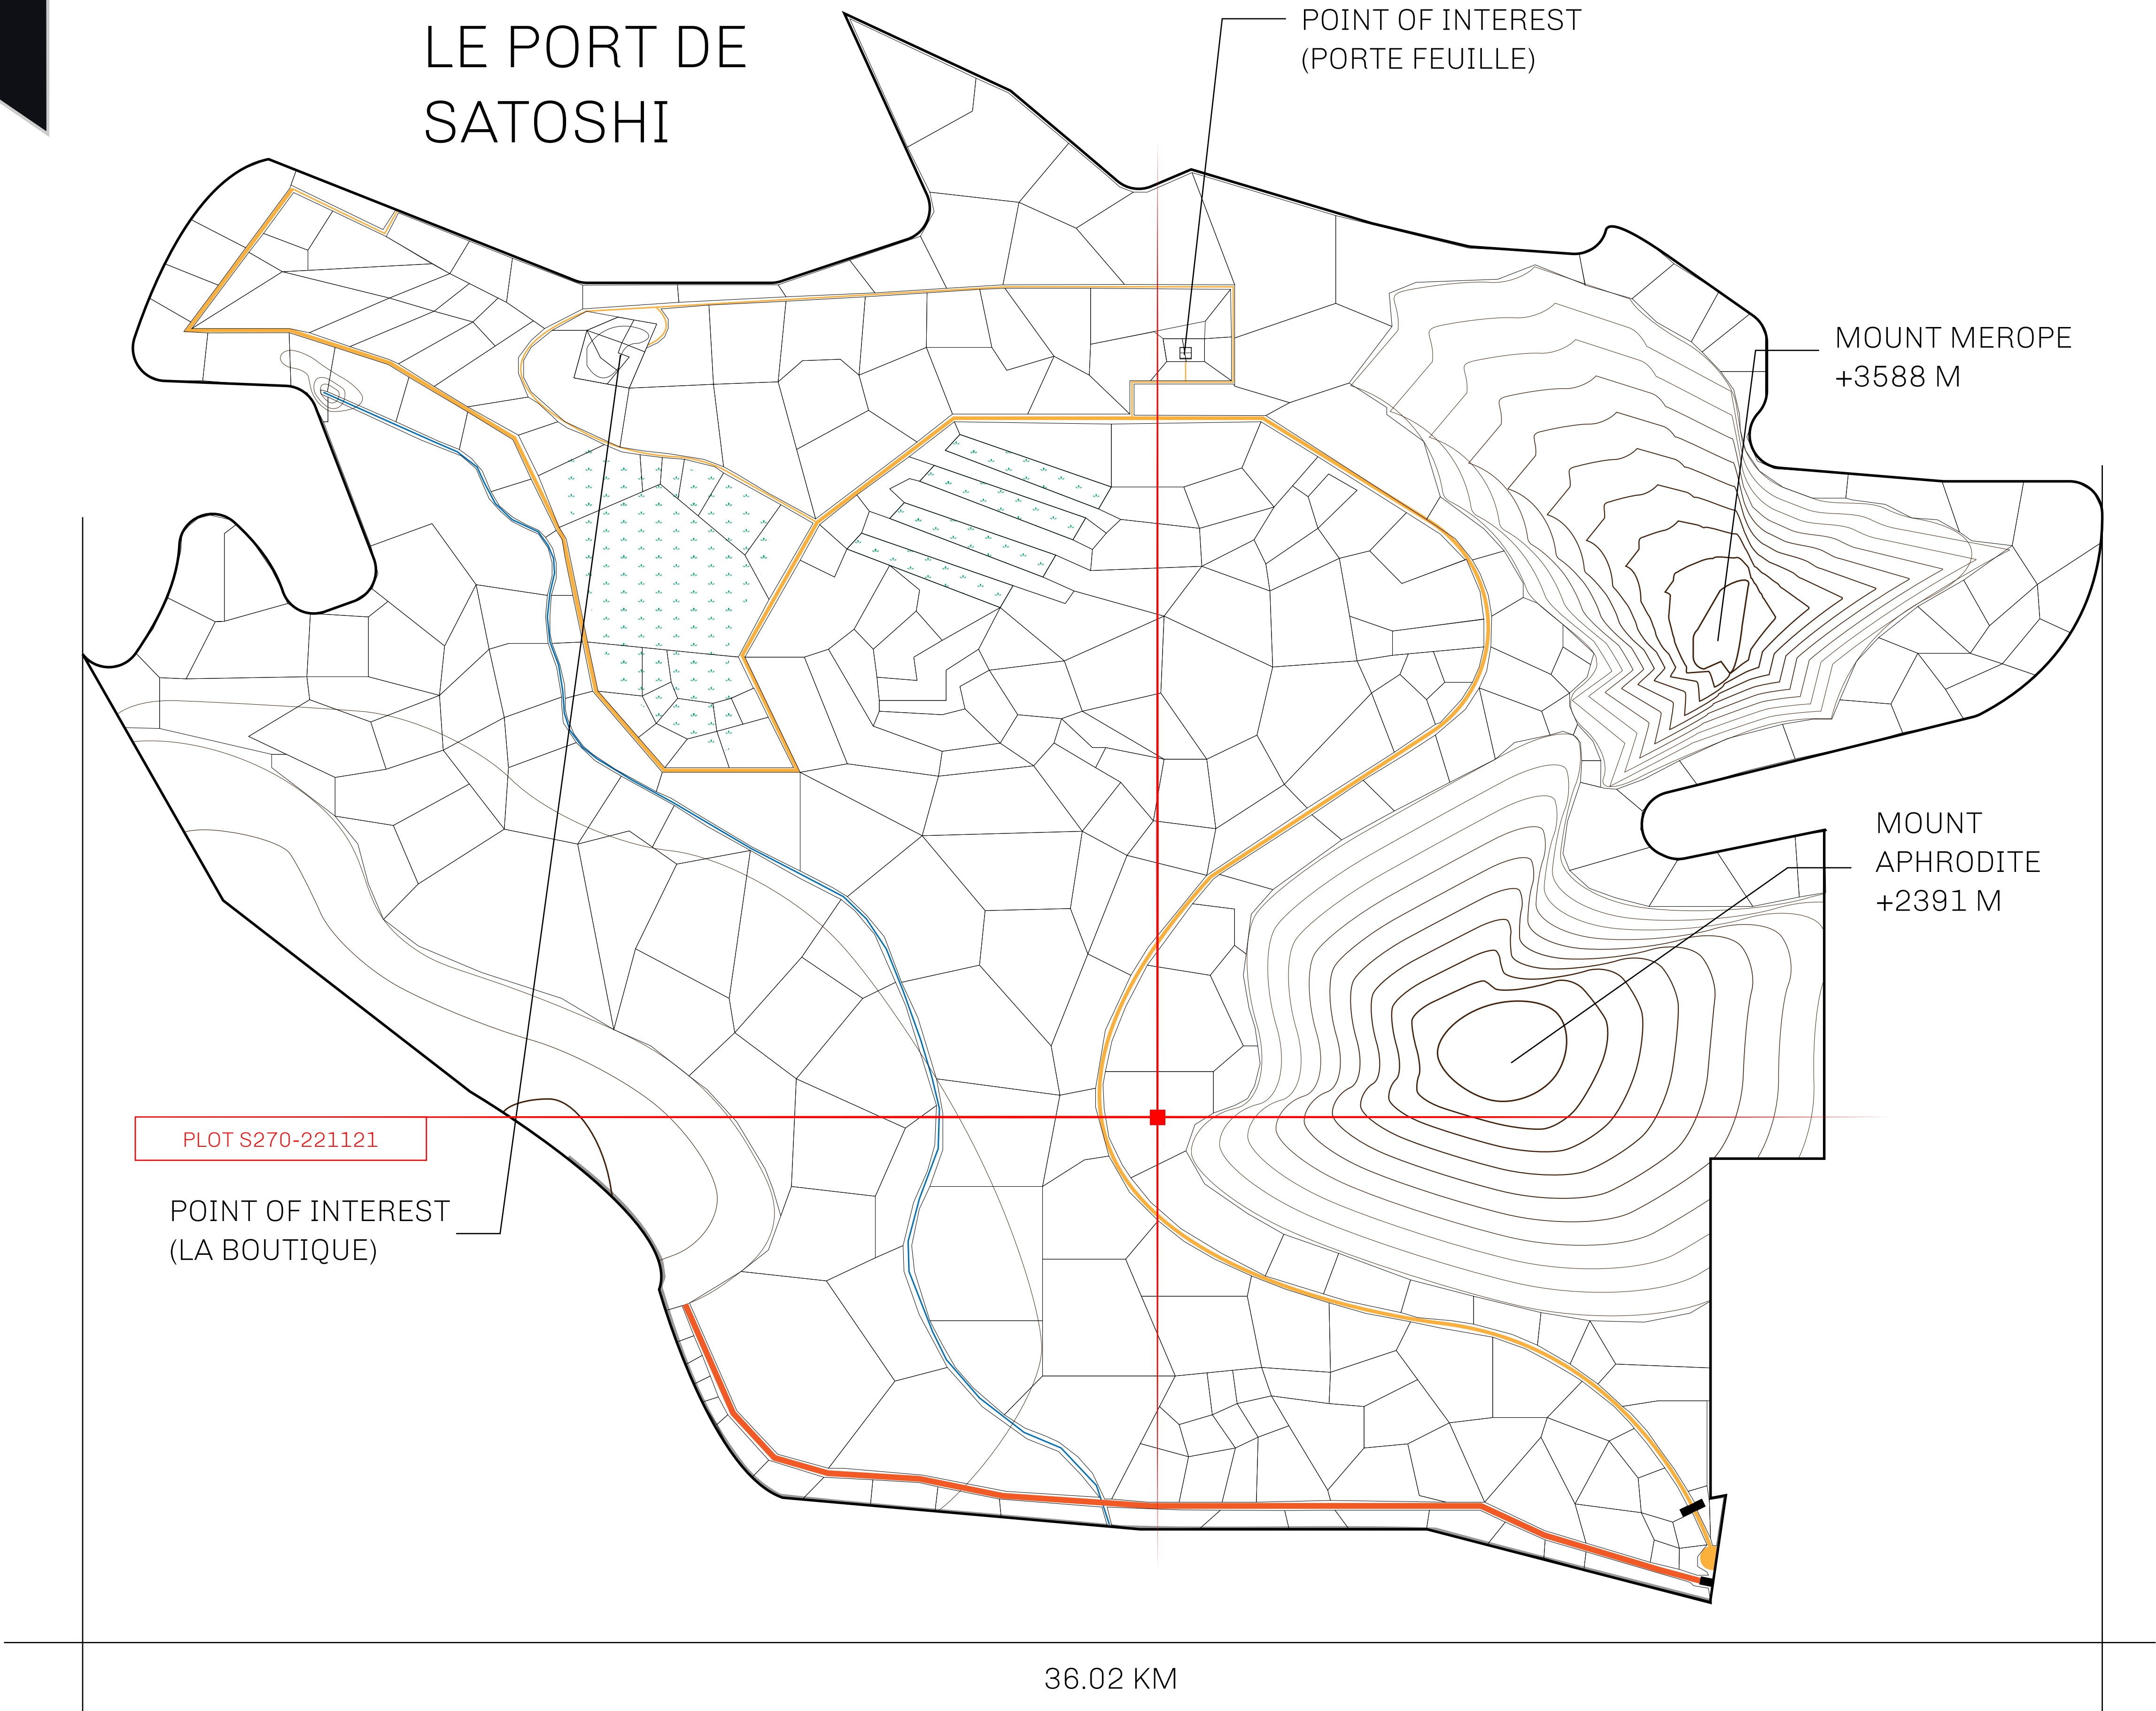 LE PORT DE
SATOSHI
POINT OF INTEREST
(PORTE FEUILLE)
MOUNT MEROPE
+3588 M
MOUNT
APHRODITE
+2391 M
PLOT S270-221121
POINT OF INTEREST
(LA BOUTIQUE)
36.02 KM